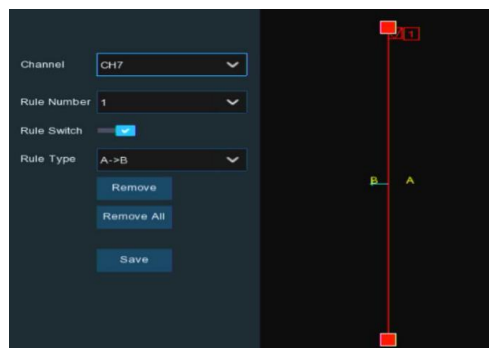 Channel CH7
Rule Number 1
Rule Switch
Rule Type A->B
Remove
Remove All
Save
1
B A